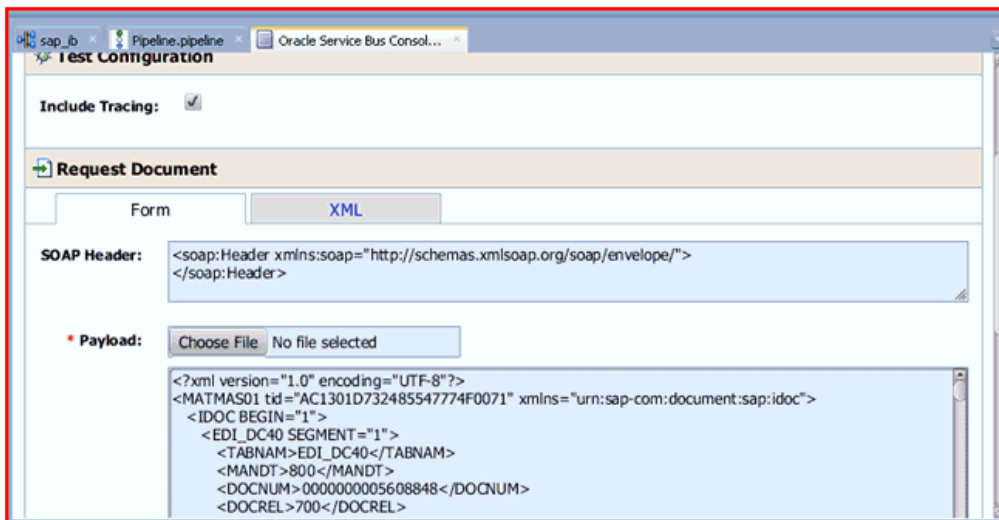 sap_ib × Pipeline.pipeline × Oracle Service Bus Consol... ×
Test Configuration
Include Tracing:
Request Document
Form XML
SOAP Header: <soap:Header xmlns:soap="http://schemas.xmlsoap.org/soap/envelope/">
</soap:Header>
* Payload: Choose File No file selected
<?xml version="1.0" encoding="UTF-8"?>
<MATMAS01 tid="AC1301D732485547774F0071" xmlns="urn:sap-com:document:sap:idoc">
<IDOC BEGIN="1">
<EDI_DC40 SEGMENT="1">
<TABNAM>EDI_DC40</TABNAM>
<MANDT>800</MANDT>
<DOCNUM>0000000005608848</DOCNUM>
<DOCREL>700</DOCREL>